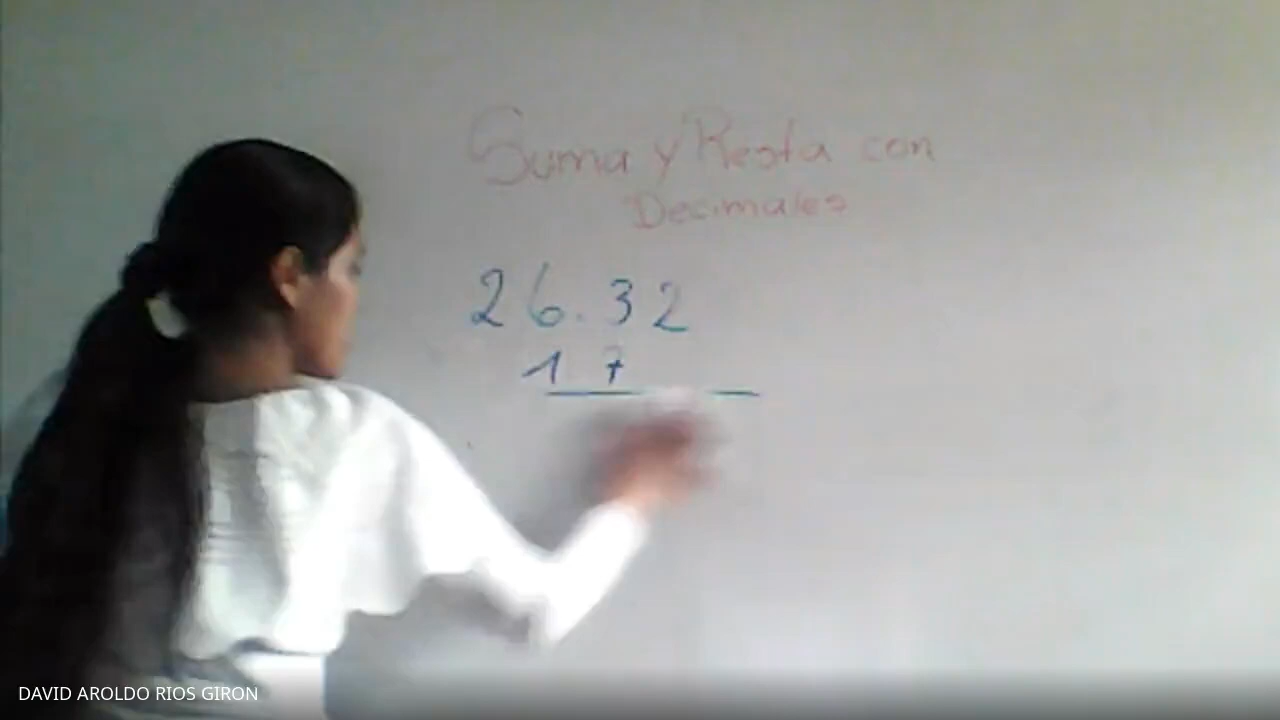 Suma y Resta con
Decimales
26.32
17
DAVID AROLDO RIOS GIRON